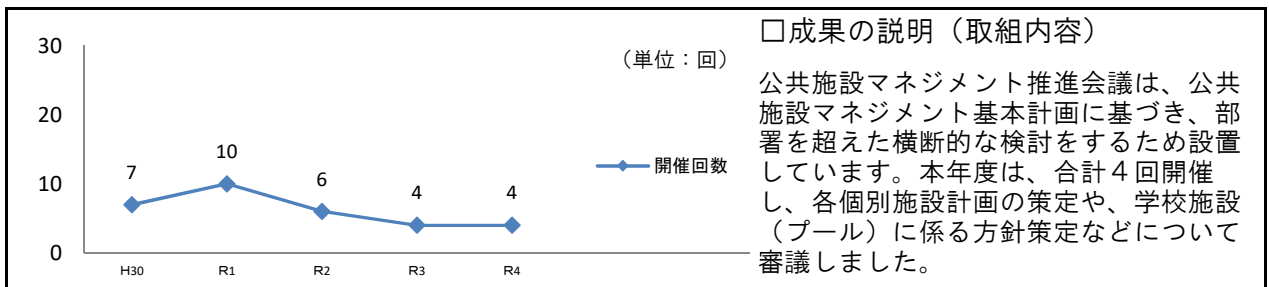 30
20
10
0
(単位:回)
7
10
6
4
4
開催回数
H30
R1
R2
R3
R4
□成果の説明(取組内容)
公共施設マネジメント推進会議は、公共
施設マネジメント基本計画に基づき、部
署を超えた横断的な検討をするため設置
しています。本年度は、合計４回開催
し、各個別施設計画の策定や、学校施設
(プール)に係る方針策定などについて
審議しました。